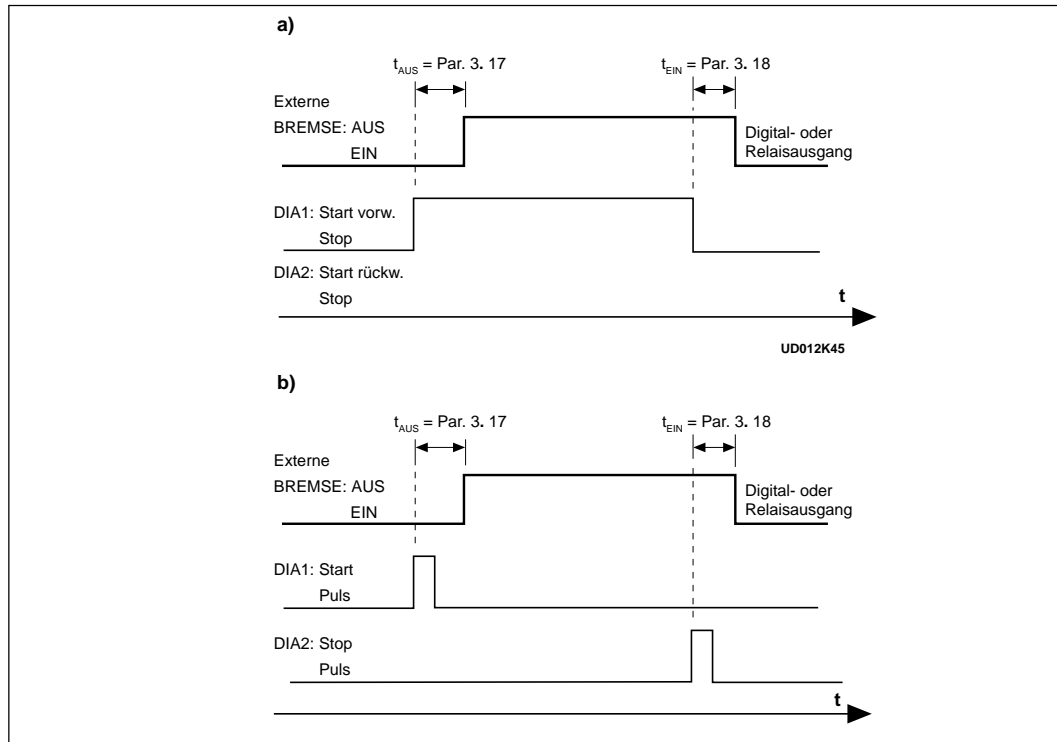 a)
t_AUS = Par. 3. 17
t_EIN = Par. 3. 18
Externe
BREMSE: AUS
EIN
Digital- oder
Relaisausgang
DIA1: Start vorw.
Stop
DIA2: Start rückw.
Stop
t
UD012K45
b)
t_AUS = Par. 3. 17
t_EIN = Par. 3. 18
Externe
BREMSE: AUS
EIN
Digital- oder
Relaisausgang
DIA1: Start
Puls
DIA2: Stop
Puls
t